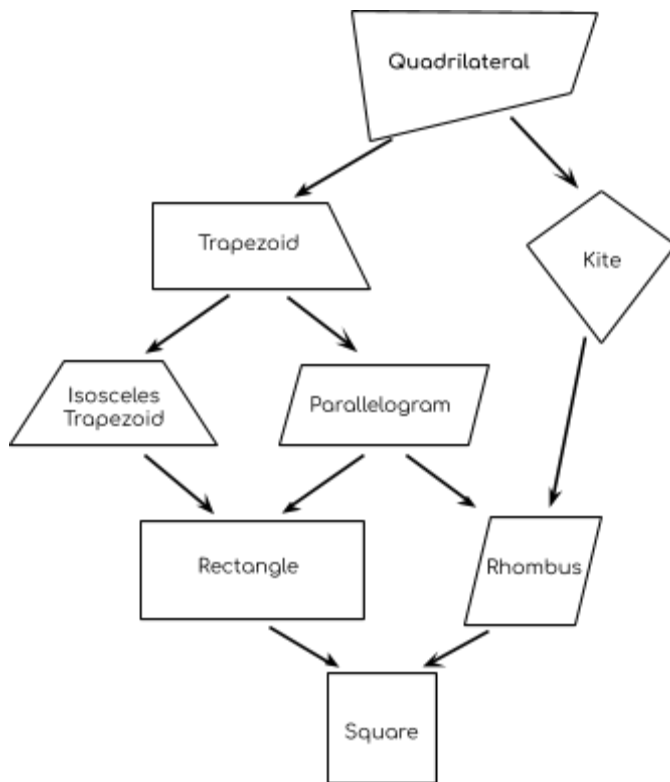 Quadrilateral
Trapezoid
Kite
Isosceles
Trapezoid
Parallelogram
Rectangle
Rhombus
Square